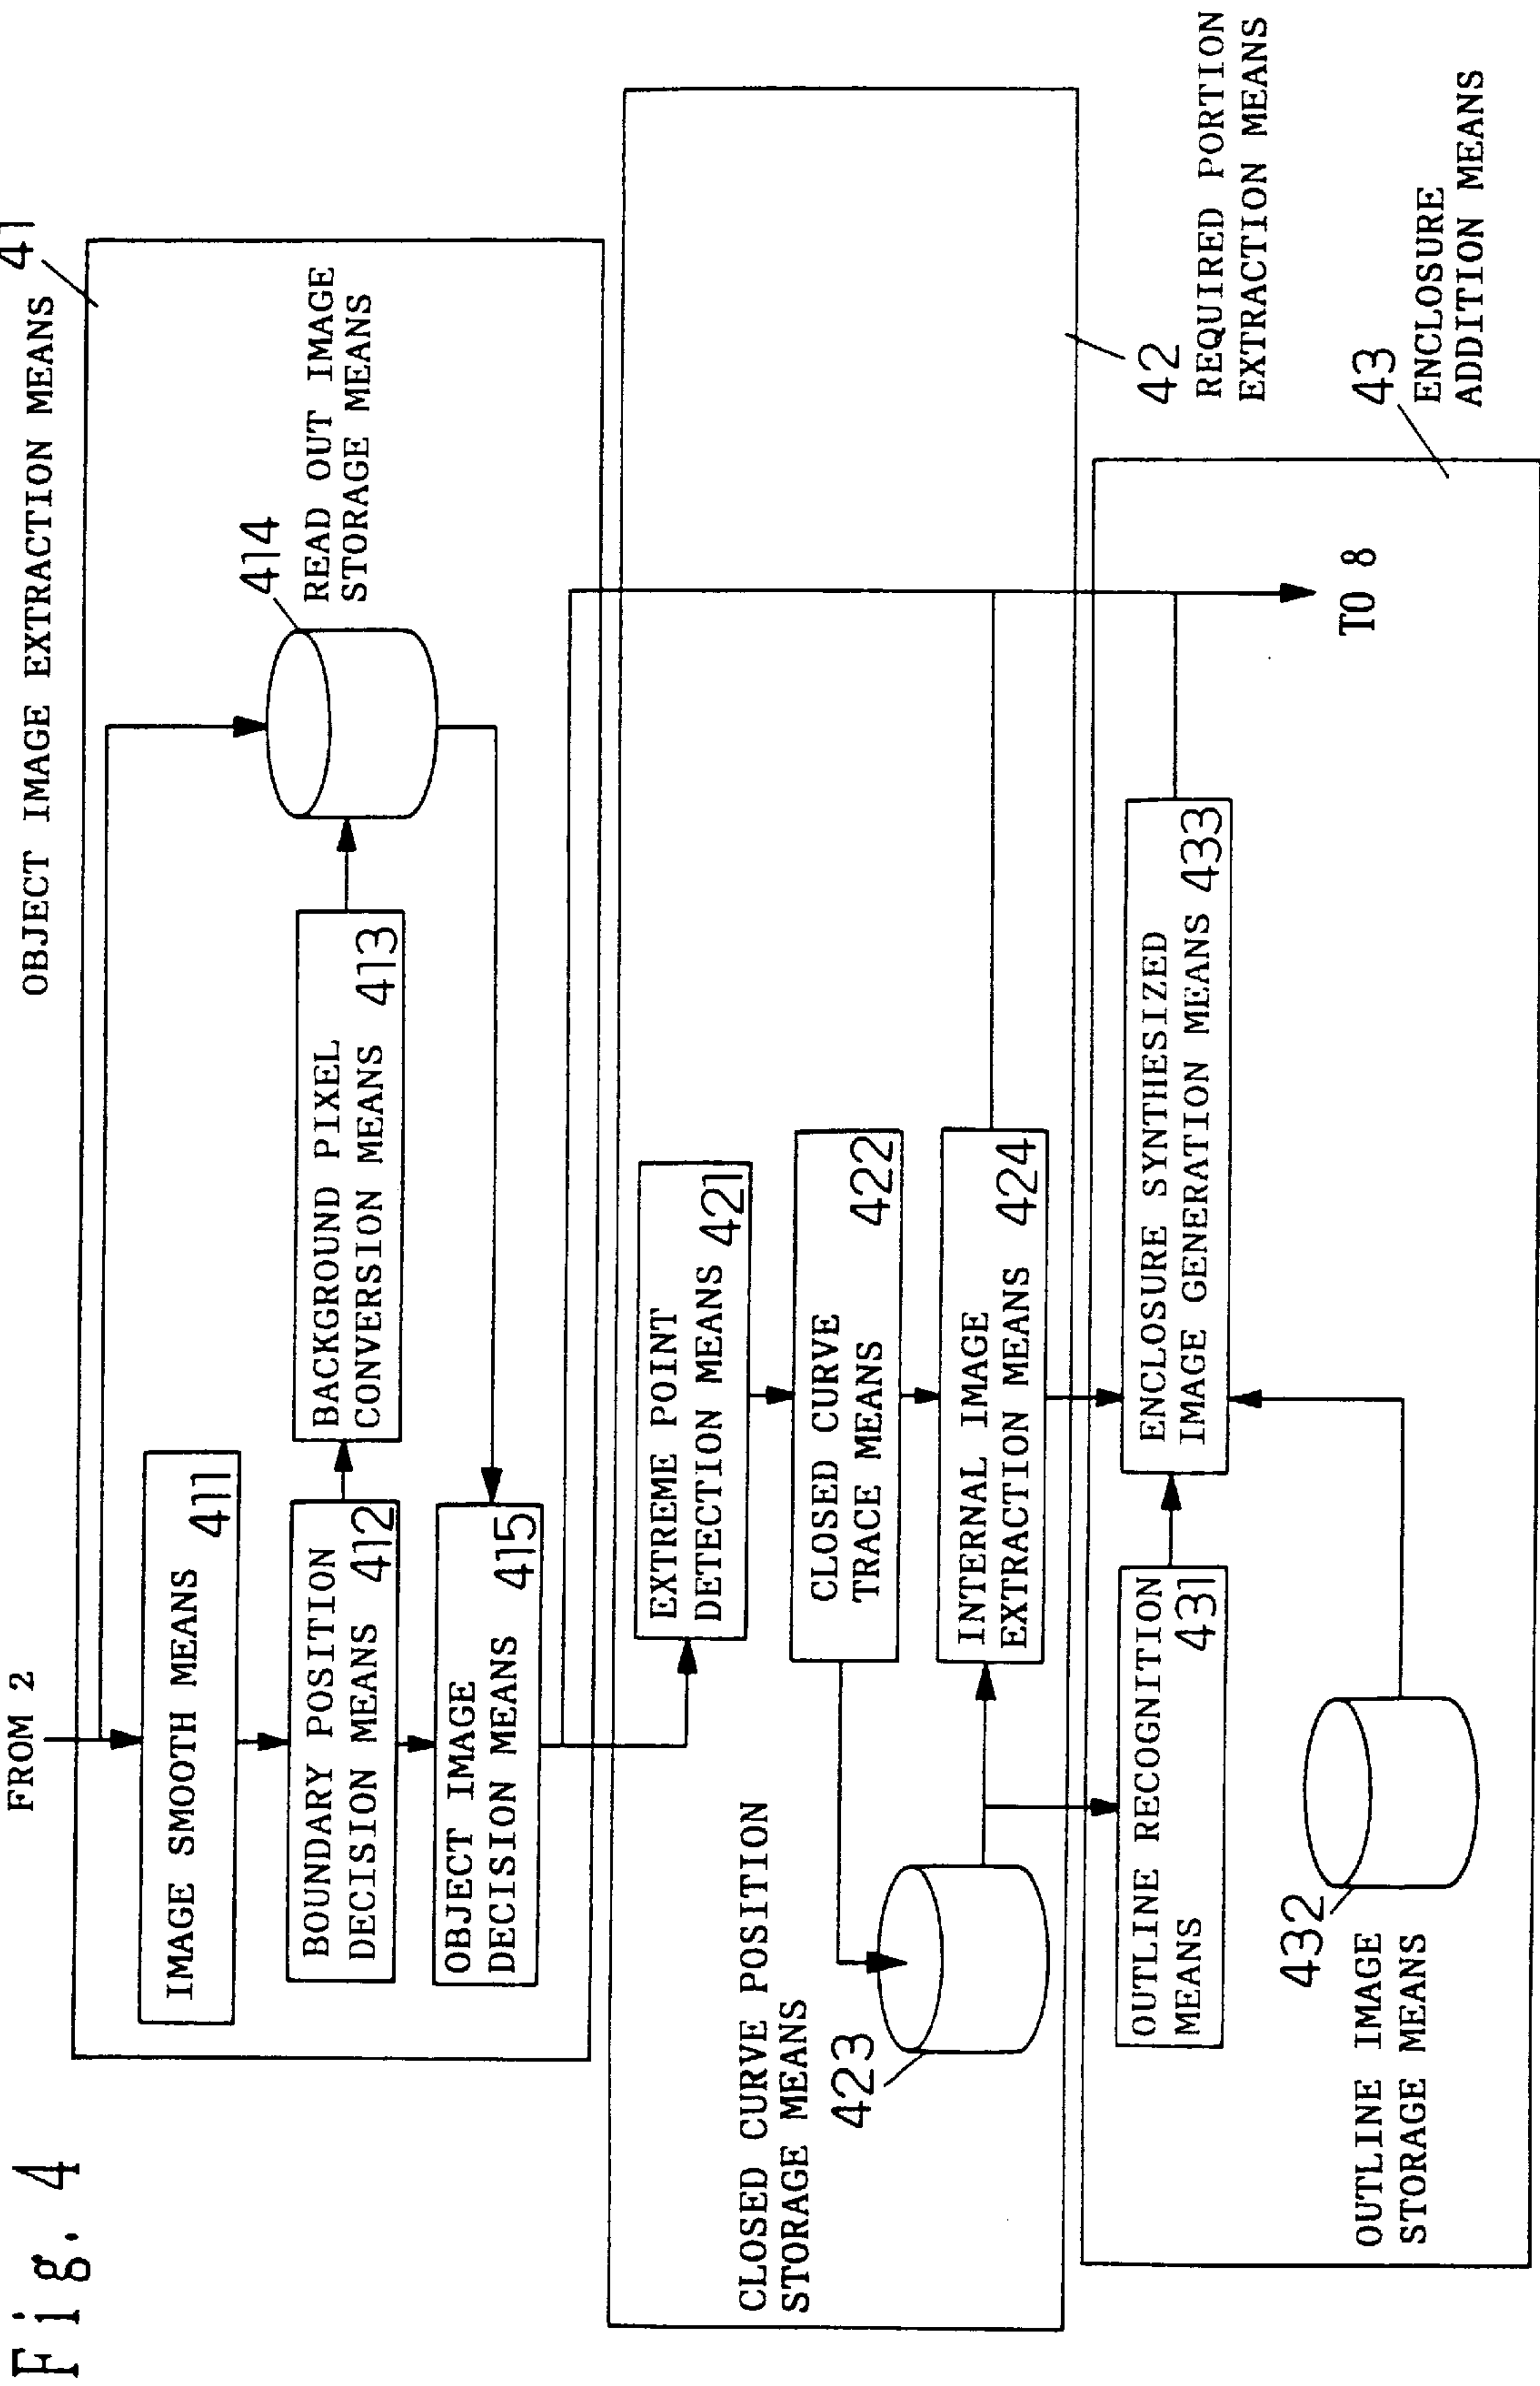 Fig. 4
FROM 2
OBJECT IMAGE EXTRACTION MEANS
41
IMAGE SMOOTH MEANS
411
BOUNDARY POSITION
DECISION MEANS 412
BACKGROUND PIXEL
CONVERSION MEANS 413
414
READ OUT IMAGE
STORAGE MEANS
OBJECT IMAGE
DECISION MEANS 415
EXTREME POINT
DETECTION MEANS 421
CLOSED CURVE
TRACE MEANS 422
CLOSED CURVE POSITION
STORAGE MEANS
423
INTERNAL IMAGE
EXTRACTION MEANS 424
42
REQUIRED PORTION
EXTRACTION MEANS
OUTLINE RECOGNITION
MEANS 431
ENCLOSURE SYNTHESIZED
IMAGE GENERATION MEANS 433
432
OUTLINE IMAGE
STORAGE MEANS
TO 8
43
ENCLOSURE
ADDITION MEANS